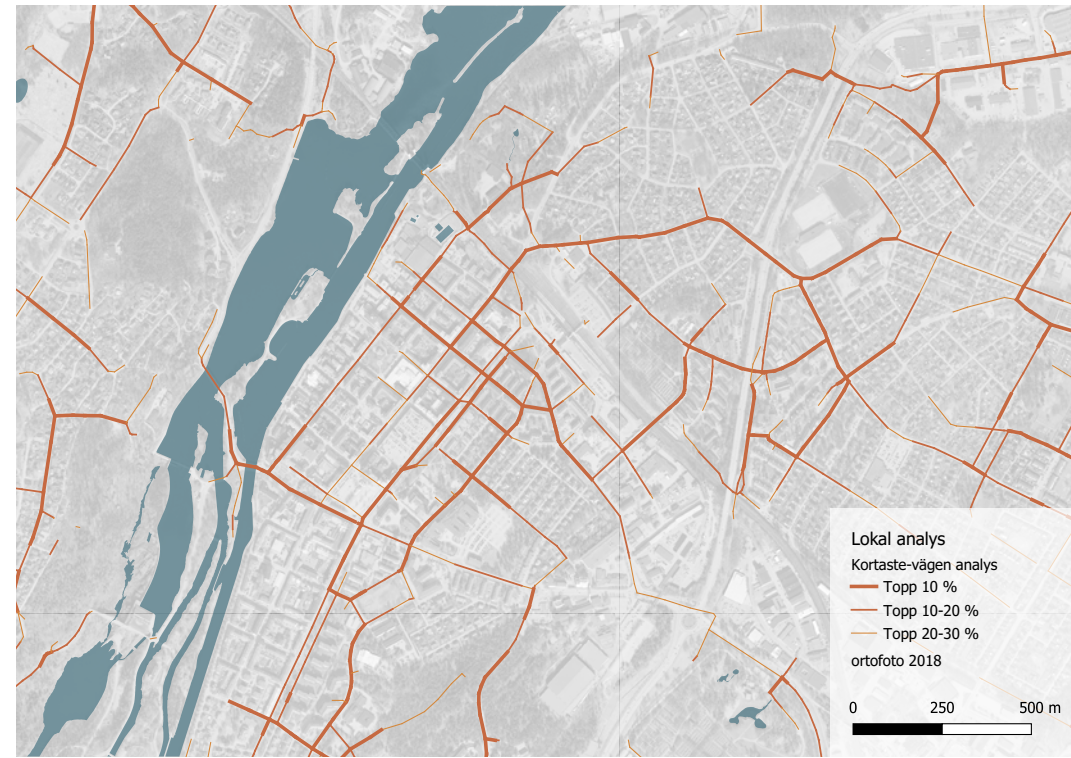 Lokal analys
Kortaste-vägen analys
Topp 10 %
Topp 10-20 %
Topp 20-30 %
ortofoto 2018
0 250 500 m